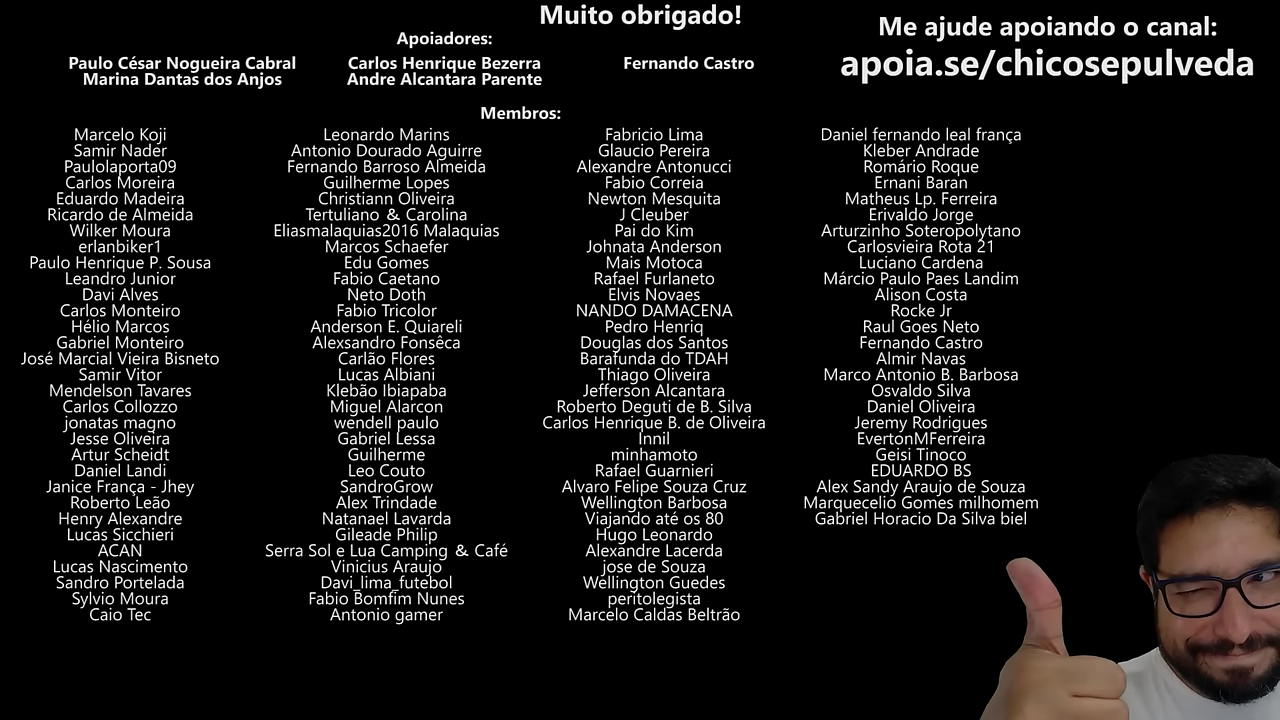 Muito obrigado!
Apoiadores:
Paulo César Nogueira Cabral
Marina Dantas dos Anjos
Carlos Henrique Bezerra
Andre Alcantara Parente
Fernando Castro
Me ajude apoiando o canal:
apoia.se/chicosepulveda
Membros:
Marcelo Koji
Samir Nader
Paulolaporta09
Carlos Moreira
Eduardo Madeira
Ricardo de Almeida
Wilker Moura
erlanbiker1
Paulo Henrique P. Sousa
Leandro Junior
Davi Alves
Carlos Monteiro
Hélio Marcos
Gabriel Monteiro
José Marcial Vieira Bisneto
Samir Vitor
Mendelson Tavares
Carlos Collozzo
jonatas magno
Jesse Oliveira
Artur Scheidt
Daniel Landi
Janice França - Jhey
Roberto Leão
Henry Alexandre
Lucas Sicchieri
ACAN
Lucas Nascimento
Sandro Portelada
Sylvio Moura
Caio Tec
Leonardo Marins
Antonio Dourado Aguirre
Fernando Barroso Almeida
Guilherme Lopes
Christiann Oliveira
Tertuliano & Carolina
Eliasmalaquias2016 Malaquias
Marcos Schaefer
Edu Gomes
Fabio Caetano
Neto Doth
Fabio Tricolor
Anderson E. Quiareli
Alexsandro Fonsêca
Carlão Flores
Lucas Albiani
Klebão Ibiapaba
Miguel Alarcon
wendell paulo
Gabriel Lessa
Guilherme
Leo Couto
SandroGrow
Alex Trindade
Natanael Lavarda
Gileade Philip
Serra Sol e Lua Camping & Café
Vinicius Araujo
Davi_lima_futebol
Fabio Bomfim Nunes
Antonio gamer
Fabricio Lima
Glaucio Pereira
Alexandre Antonucci
Fabio Correia
Newton Mesquita
J Cleuber
Pai do Kim
Johnata Anderson
Mais Motoca
Rafael Furlaneto
Elvis Novaes
NANDO DAMACENA
Pedro Henriq
Douglas dos Santos
Barafunda do TDAH
Thiago Oliveira
Jefferson Alcantara
Roberto Deguti de B. Silva
Carlos Henrique B. de Oliveira
Innil
minhamoto
Rafael Guarnieri
Alvaro Felipe Souza Cruz
Wellington Barbosa
Viajando até os 80
Hugo Leonardo
Alexandre Lacerda
jose de Souza
Wellington Guedes
peritolegista
Marcelo Caldas Beltrão
Daniel fernando leal frança
Kleber Andrade
Romário Roque
Ernani Baran
Matheus Lp. Ferreira
Erivaldo Jorge
Arturzinho Soteropolytano
Carlosvieira Rota 21
Luciano Cardena
Márcio Paulo Paes Landim
Alison Costa
Rocke Jr
Raul Goes Neto
Fernando Castro
Almir Navas
Marco Antonio B. Barbosa
Osvaldo Silva
Daniel Oliveira
Jeremy Rodrigues
EvertonMFerreira
Geisi Tinoco
EDUARDO BS
Alex Sandy Araujo de Souza
Marquecelio Gomes milhomem
Gabriel Horacio Da Silva biel